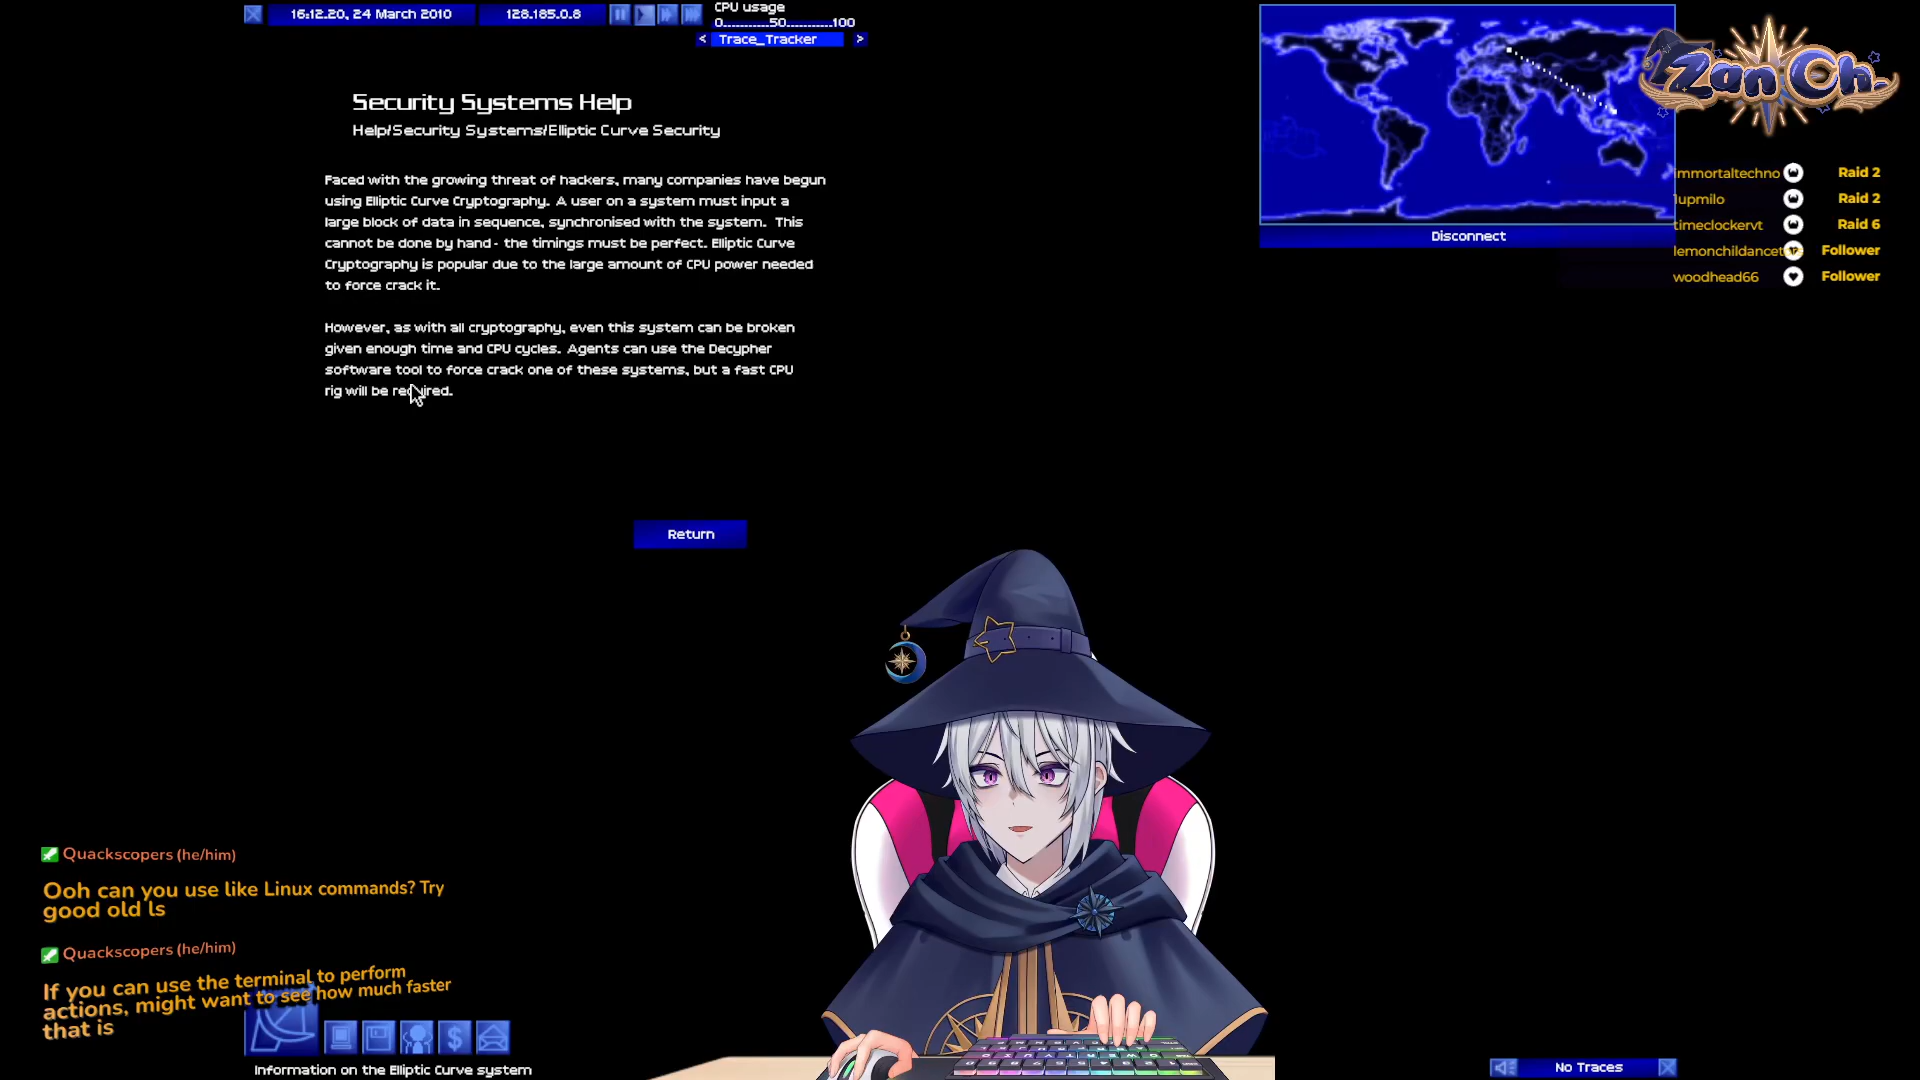 16:12.20, 24 March 2010
128.185.0.8
CPU usage
0..........50..........100
< Trace_Tracker >
Security Systems Help
Help/Security Systems/Elliptic Curve Security
Faced with the growing threat of hackers, many companies have begun
using Elliptic Curve Cryptography. A user on a system must input a
large block of data in sequence, synchronised with the system. This
cannot be done by hand - the timings must be perfect. Elliptic Curve
Cryptography is popular due to the large amount of CPU power needed
to force crack it.
However, as with all cryptography, even this system can be broken
given enough time and CPU cycles. Agents can use the Decypher
software tool to force crack one of these systems, but a fast CPU
rig will be required.
Return
Disconnect
Zan Ch.
mmortaltechno Raid 2
lupmilo Raid 2
timeclockervt Raid 6
lemonchildancet Follower
woodhead66 Follower
Quackscopers (he/him)
Ooh can you use like Linux commands? Try
good old ls
Quackscopers (he/him)
If you can use the terminal to perform
actions, might want to see how much faster
that is
$
Information on the Elliptic Curve system
No Traces